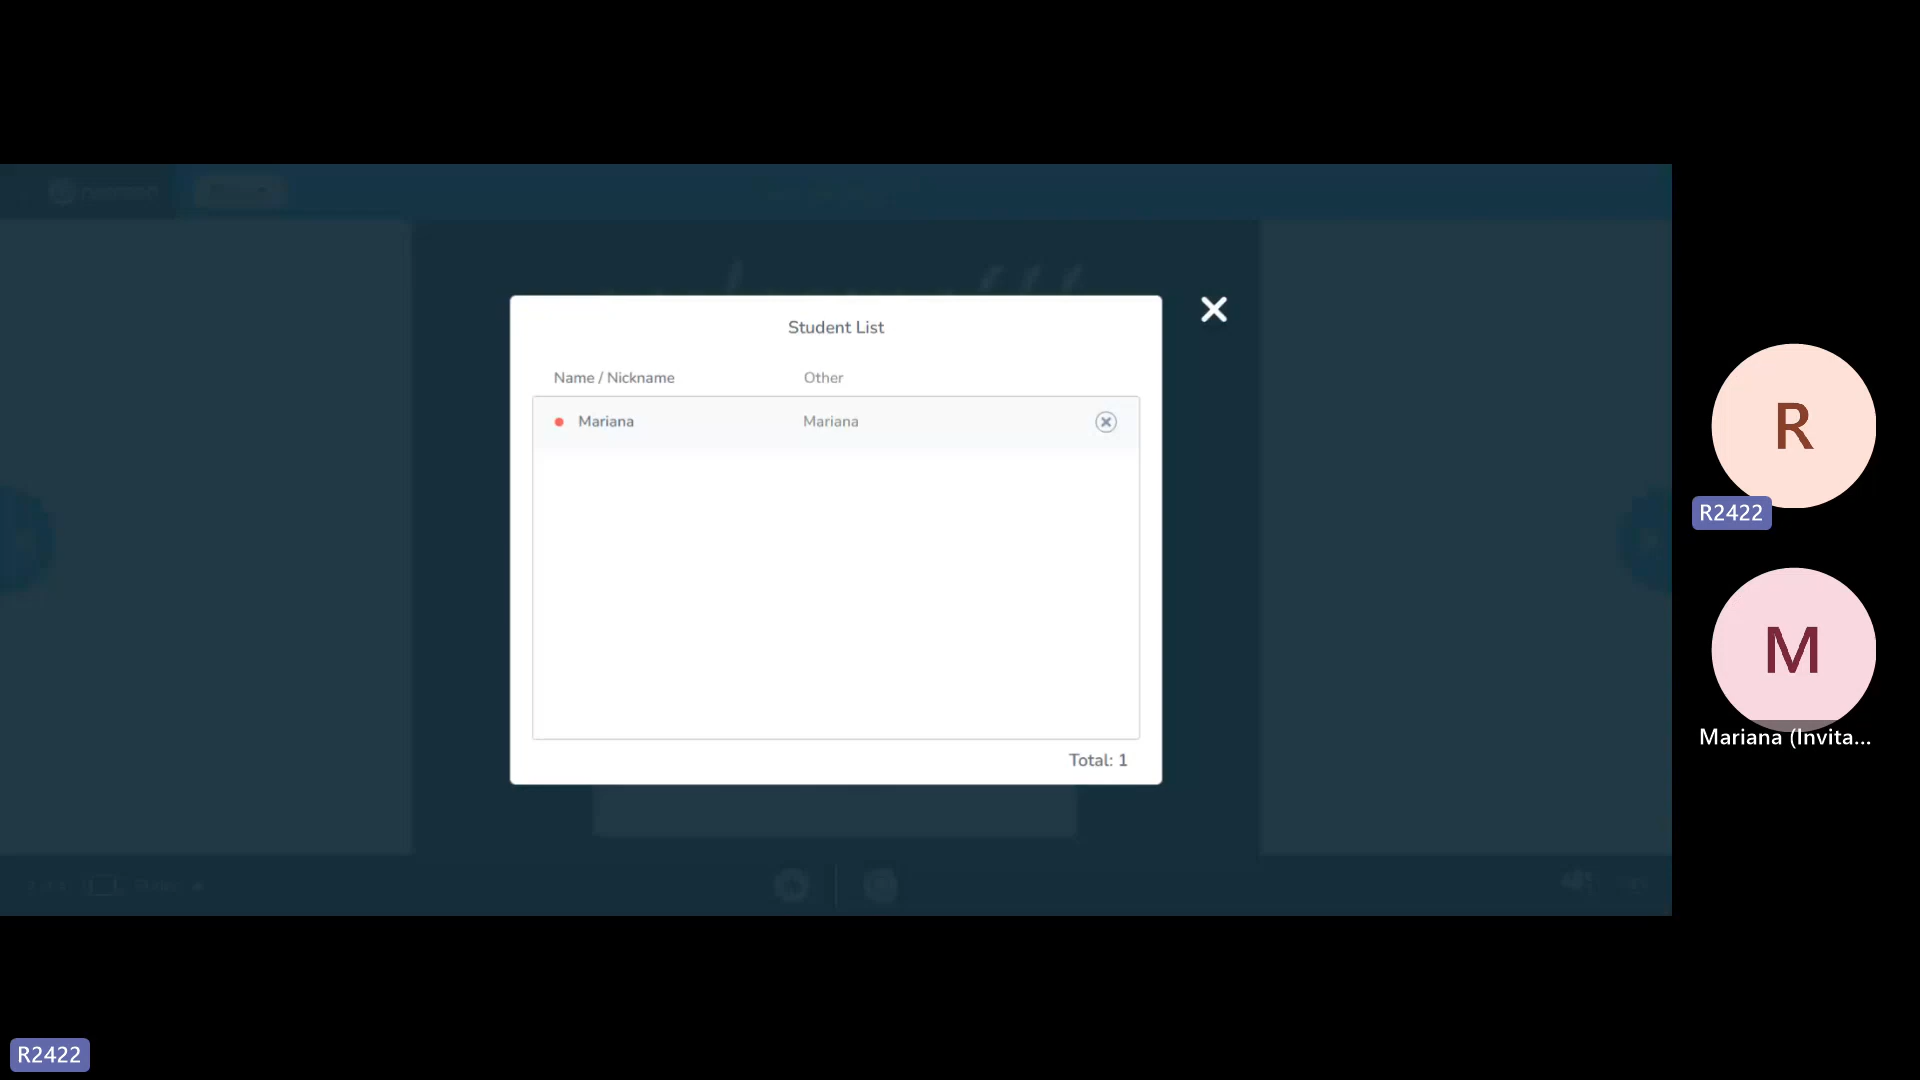 Student List
Name / Nickname Other
Mariana Mariana
Total: 1
R
R2422
M
Mariana (Invita...
R2422